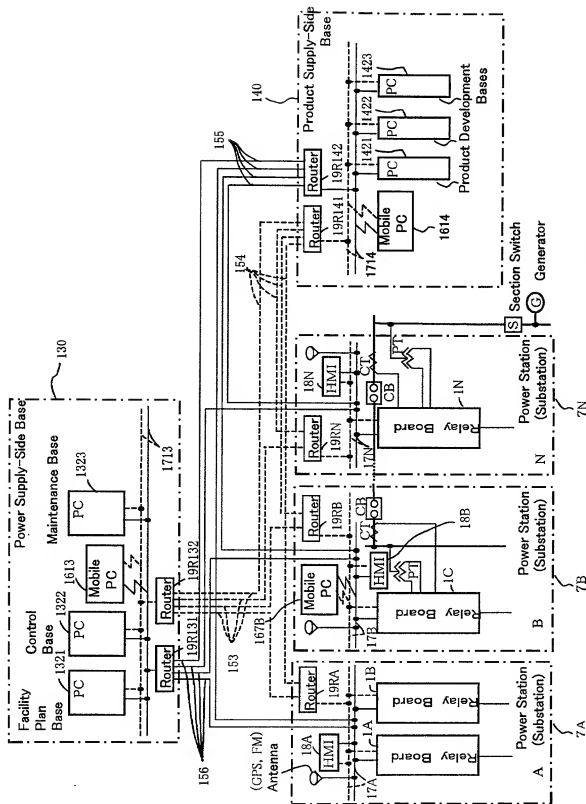 130
Power Supply-Side Base
Facility
Plan
Base
1321
PC
Control
Base
1322
PC
1613
Mobile
PC
Maintenance Base
1323
PC
1713
Router
19R131
Router
19R132
156
153
154
155
140
Product Supply-Side
Base
Router
19R141
Router
19R142
Mobile
PC
1614
1714
1421
PC
1422
PC
1423
PC
Product Development
Bases
(GPS, FM)
Antenna
18A
HMI
17A
Router
19RA
1A
Relay Board
1B
Relay Board
A
Power Station
(Substation)
7A
167B
Mobile
PC
Router
19RB
17B
HMI
18B
CT
CB
PT
1C
Relay Board
B
Power Station
(Substation)
7B
Router
19RN
HMI
18N
17N
CT
CB
PT
1N
Relay Board
N
Power Station
(Substation)
7N
S
Section Switch
G
Generator